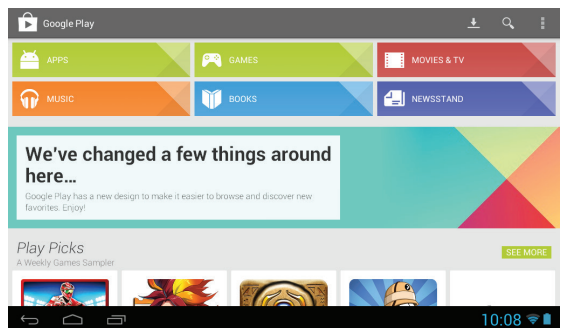 Google Play
APPS
GAMES
MOVIES & TV
MUSIC
BOOKS
NEWSSTAND
We've changed a few things around
here...
Google Play has a new design to make it easier to browse and discover new
favorites. Enjoy!
Play Picks
A Weekly Games Sampler
SEE MORE
10:08